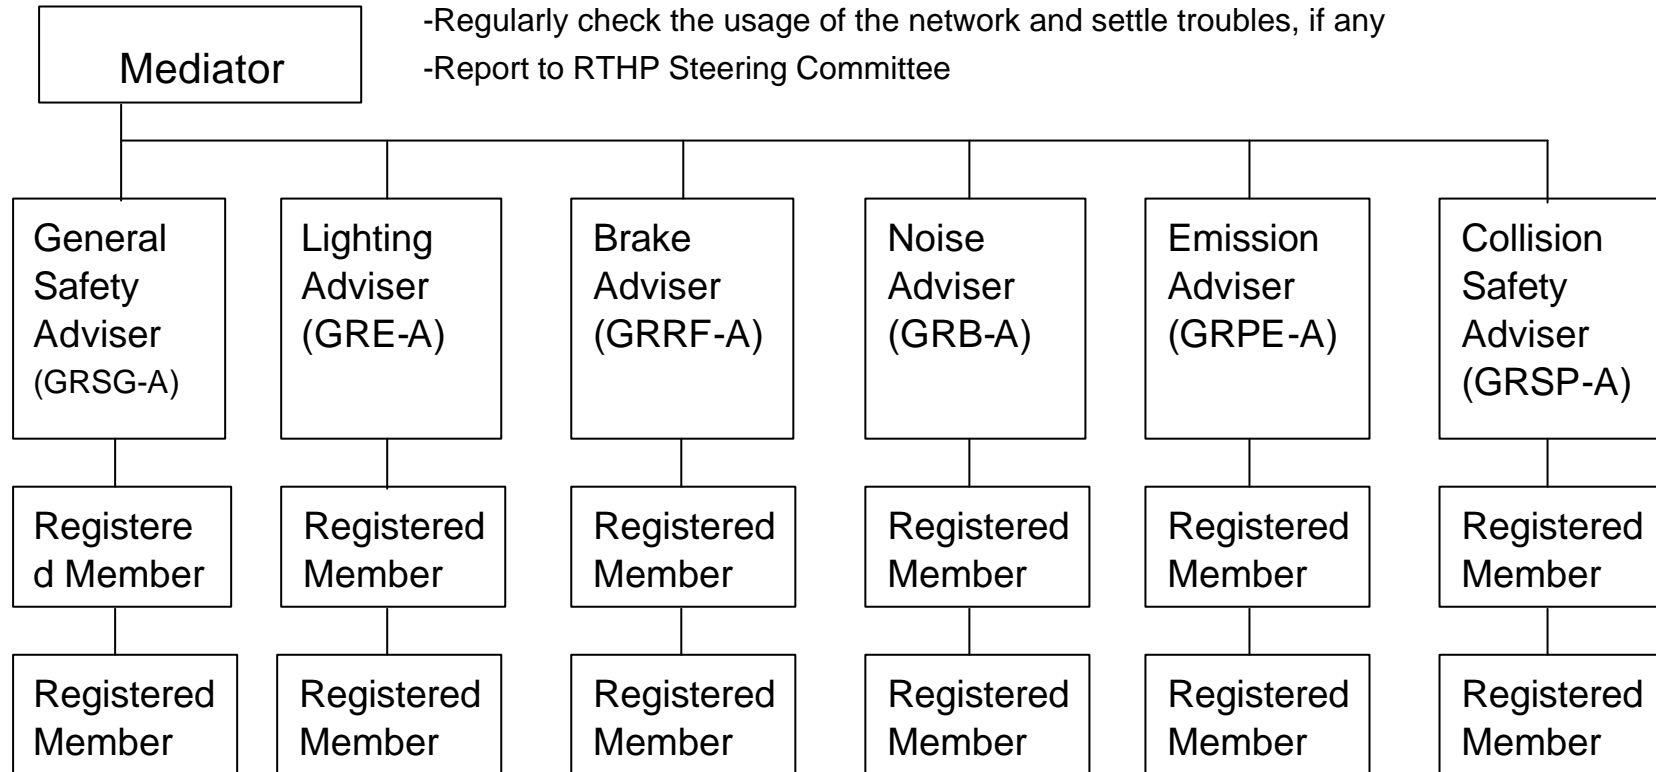 -Regularly check the usage of the network and settle troubles, if any
Mediator
-Report to RTHP Steering Committee
General
Safety
Adviser
(GRSG-A)
Lighting
Adviser
(GRE-A)
Brake
Adviser
(GRRF-A)
Noise
Adviser
(GRB-A)
Emission
Adviser
(GRPE-A)
Collision
Safety
Adviser
(GRSP-A)
Registere
d Member
Registered
Member
Registered
Member
Registered
Member
Registered
Member
Registered
Member
Registered
Member
Registered
Member
Registered
Member
Registered
Member
Registered
Member
Registered
Member